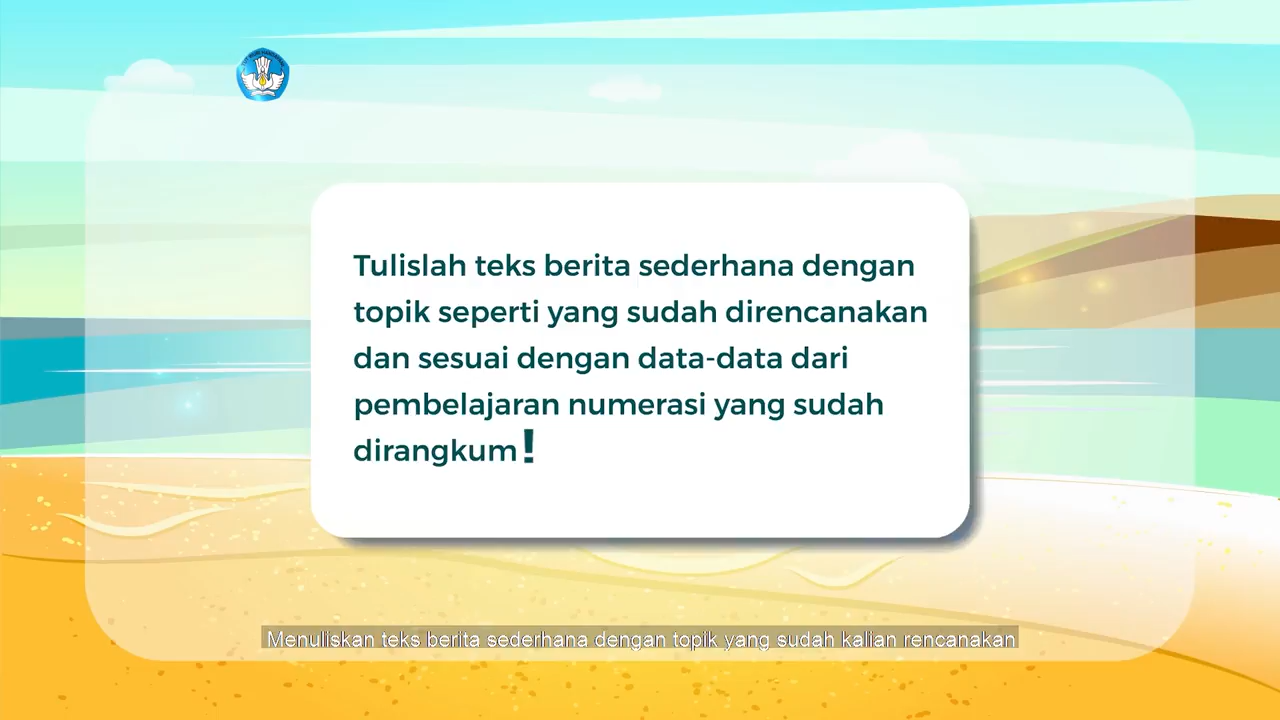 Tulislah teks berita sederhana dengan
topik seperti yang sudah direncanakan
dan sesuai dengan data-data dari
pembelajaran numerasi yang sudah
dirangkum!
Menuliskan teks berita sederhana dengan topik yang sudah kalian rencanakan